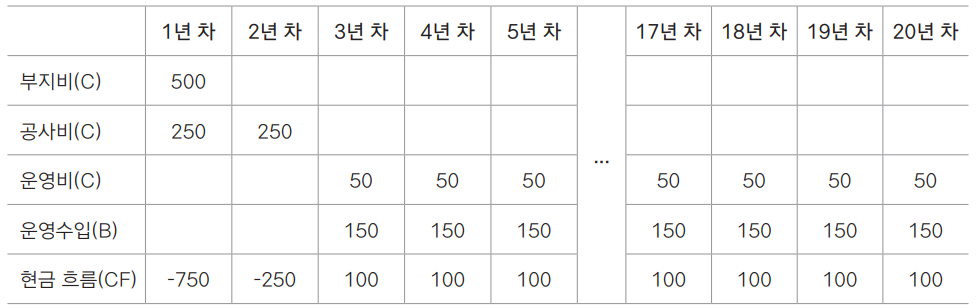 1년 차 2년 차 3년 차 4년 차 5년 차 17년 차 18년 차 19년 차 20년 차
부지비(C) 500
공사비(C) 250 250
...
운영비(C) 50 50 50 50 50 50 50
운영수입(B) 150 150 150 150 150 150 150
현금 흐름(CF) -750 -250 100 100 100 100 100 100 100